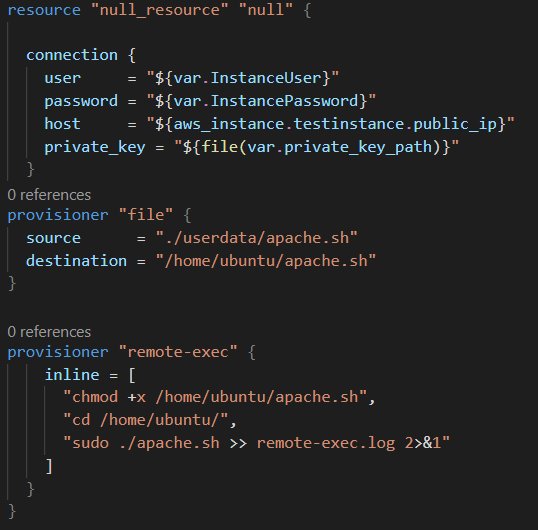 resource "null_resource" "null" {
  connection {
    user     = "${var.InstanceUser}"
    password = "${var.InstancePassword}"
    host     = "${aws_instance.testinstance.public_ip}"
    private_key = "${file(var.private_key_path)}"
  }
0 references
provisioner "file" {
  source      = "./userdata/apache.sh"
  destination = "/home/ubuntu/apache.sh"
}
0 references
provisioner "remote-exec" {
    inline = [
      "chmod +x /home/ubuntu/apache.sh",
      "cd /home/ubuntu/",
      "sudo ./apache.sh >> remote-exec.log 2>&1"
    ]
  }
}